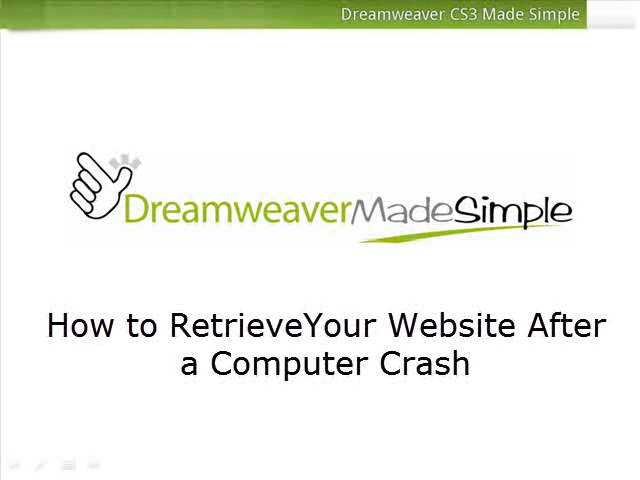 Dreamweaver CS3 Made Simple
DreamweaverMadeSimple
How to RetrieveYour Website After
a Computer Crash